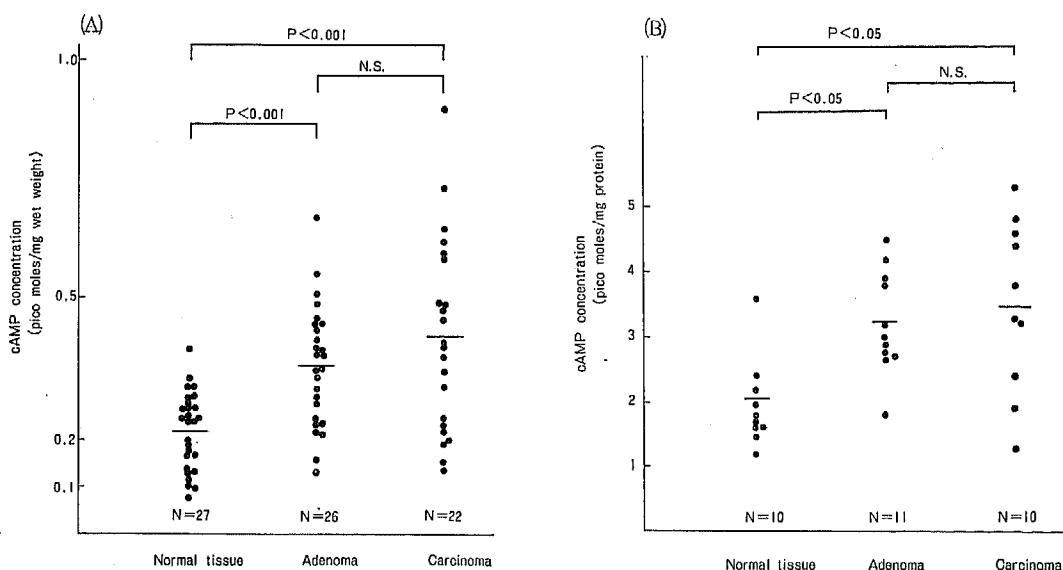 (A)
P<0.001
N.S.
P<0.001
1.0
0.5
0.2
0.1
cAMP concentration
(pico moles/mg wet weight)
N=27
N=26
N=22
Normal tissue
Adenoma
Carcinoma
(B)
P<0.05
N.S.
P<0.05
5
4
3
2
1
cAMP concentration
(pico moles/mg protein)
N=10
N=11
N=10
Normal tissue
Adenoma
Carcinoma